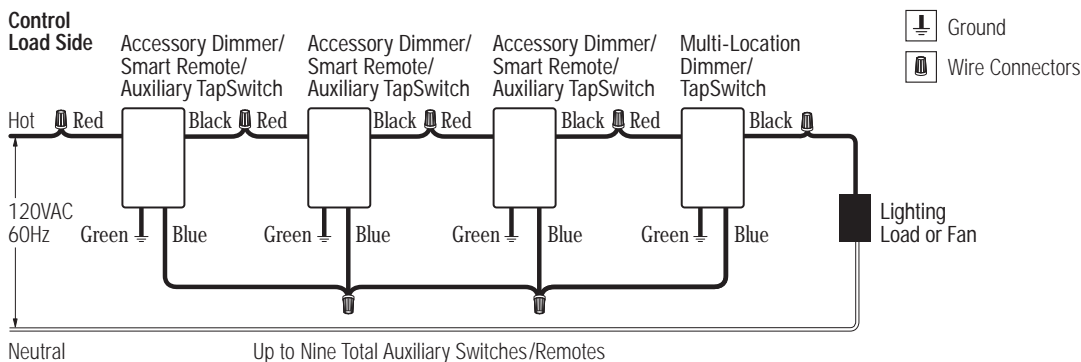 Control
Load Side
Accessory Dimmer/
Smart Remote/
Auxiliary TapSwitch
Accessory Dimmer/
Smart Remote/
Auxiliary TapSwitch
Accessory Dimmer/
Smart Remote/
Auxiliary TapSwitch
Multi-Location
Dimmer/
TapSwitch
Ground
Wire Connectors
Hot Red Black Red Black Red Black Red Black
120VAC
60Hz
Green Blue Green Blue Green Blue Green Blue
Lighting
Load or Fan
Neutral
Up to Nine Total Auxiliary Switches/Remotes